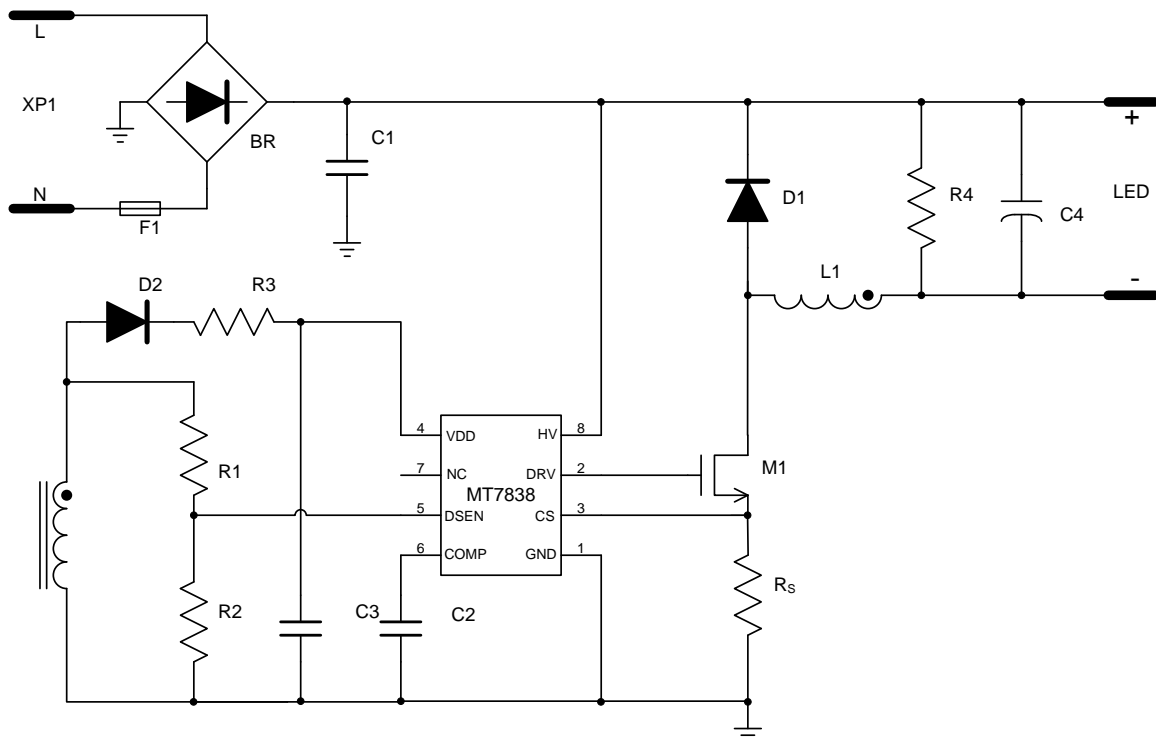 L
XP1
BR
C1
N
F1
D1
R4
C4
+
LED
-
L1
D2
R3
R1
R2
C3
C2
4
VDD
HV
8
7
NC
DRV
2
MT7838
5
DSEN
CS
3
6
COMP
GND
1
M1
RS